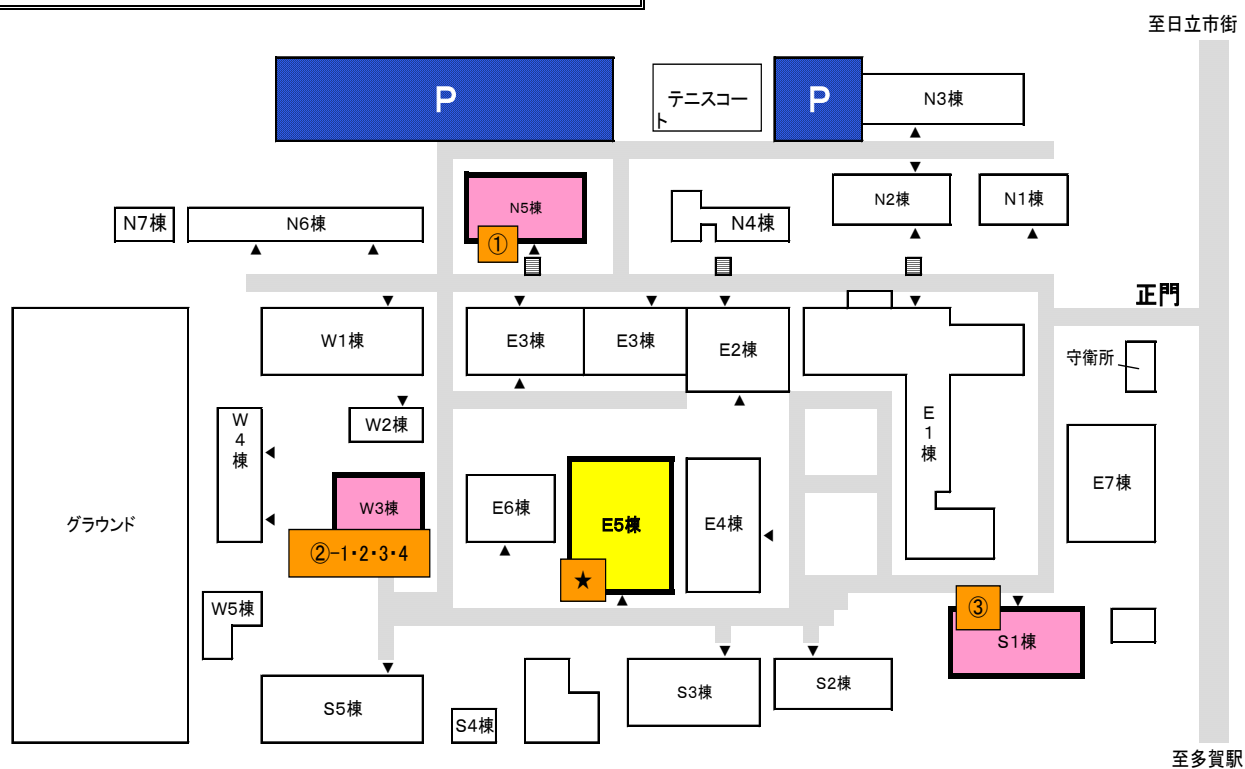 至日立市街
P
テニスコー
ト
P
N3棟
N5棟
①
N2棟
N1棟
N7棟
N6棟
N4棟
正門
W1棟
E3棟
E3棟
E2棟
守衛所
W2棟
W
4
棟
E
1
棟
E7棟
グラウンド
W3棟
②-1・2・3・4
E6棟
E5棟
★
E4棟
W5棟
③
S1棟
S5棟
S4棟
S3棟
S2棟
至多賀駅